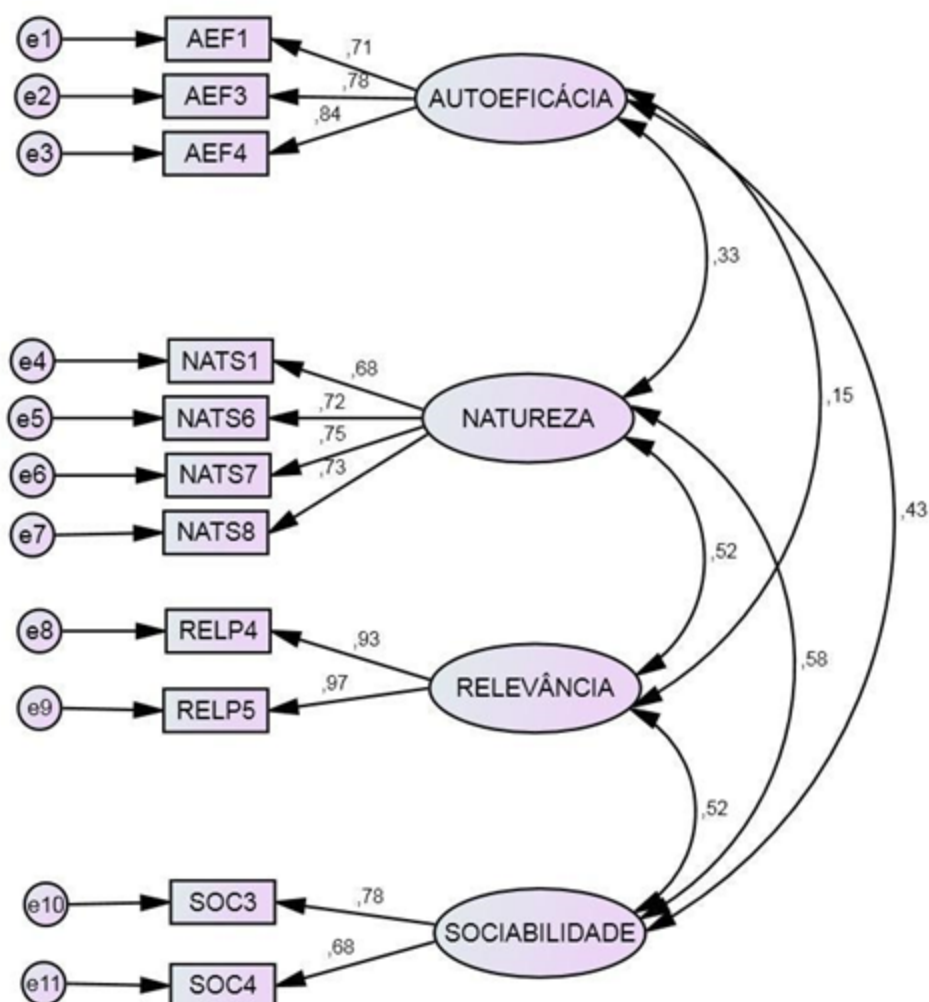 e1
AEF1
,71
e2
AEF3
,78
e3
AEF4
,84
AUTOEFICÁCIA
,33
,15
,43
e4
NATS1
,68
e5
NATS6
,72
e6
NATS7
,75
e7
NATS8
,73
NATUREZA
,52
,58
e8
RELP4
,93
e9
RELP5
,97
RELEVÂNCIA
,52
e10
SOC3
,78
e11
SOC4
,68
SOCIABILIDADE